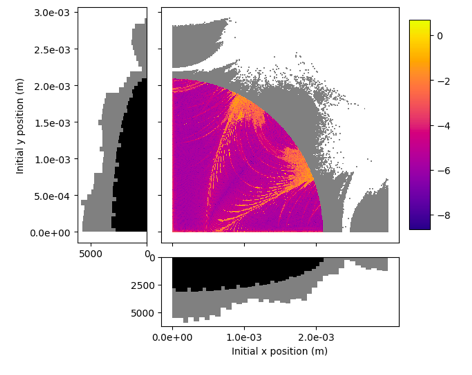 3.0e-03
2.5e-03
2.0e-03
1.5e-03
1.0e-03
5.0e-04
0.0e+00
Initial y position (m)
5000
0
0
2500
5000
0.0e+00
1.0e-03
2.0e-03
Initial x position (m)
0
−2
−4
−6
−8